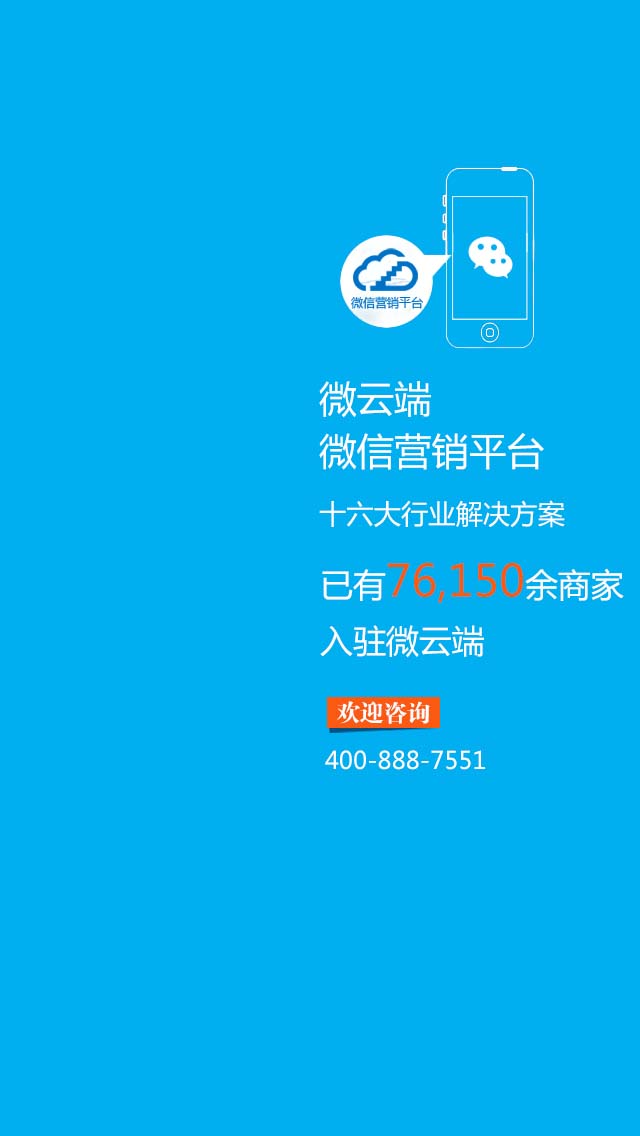 微信营销平台
微云端
微信营销平台
十六大行业解决方案
已有76,150余商家
入驻微云端
欢迎咨询
400-888-7551